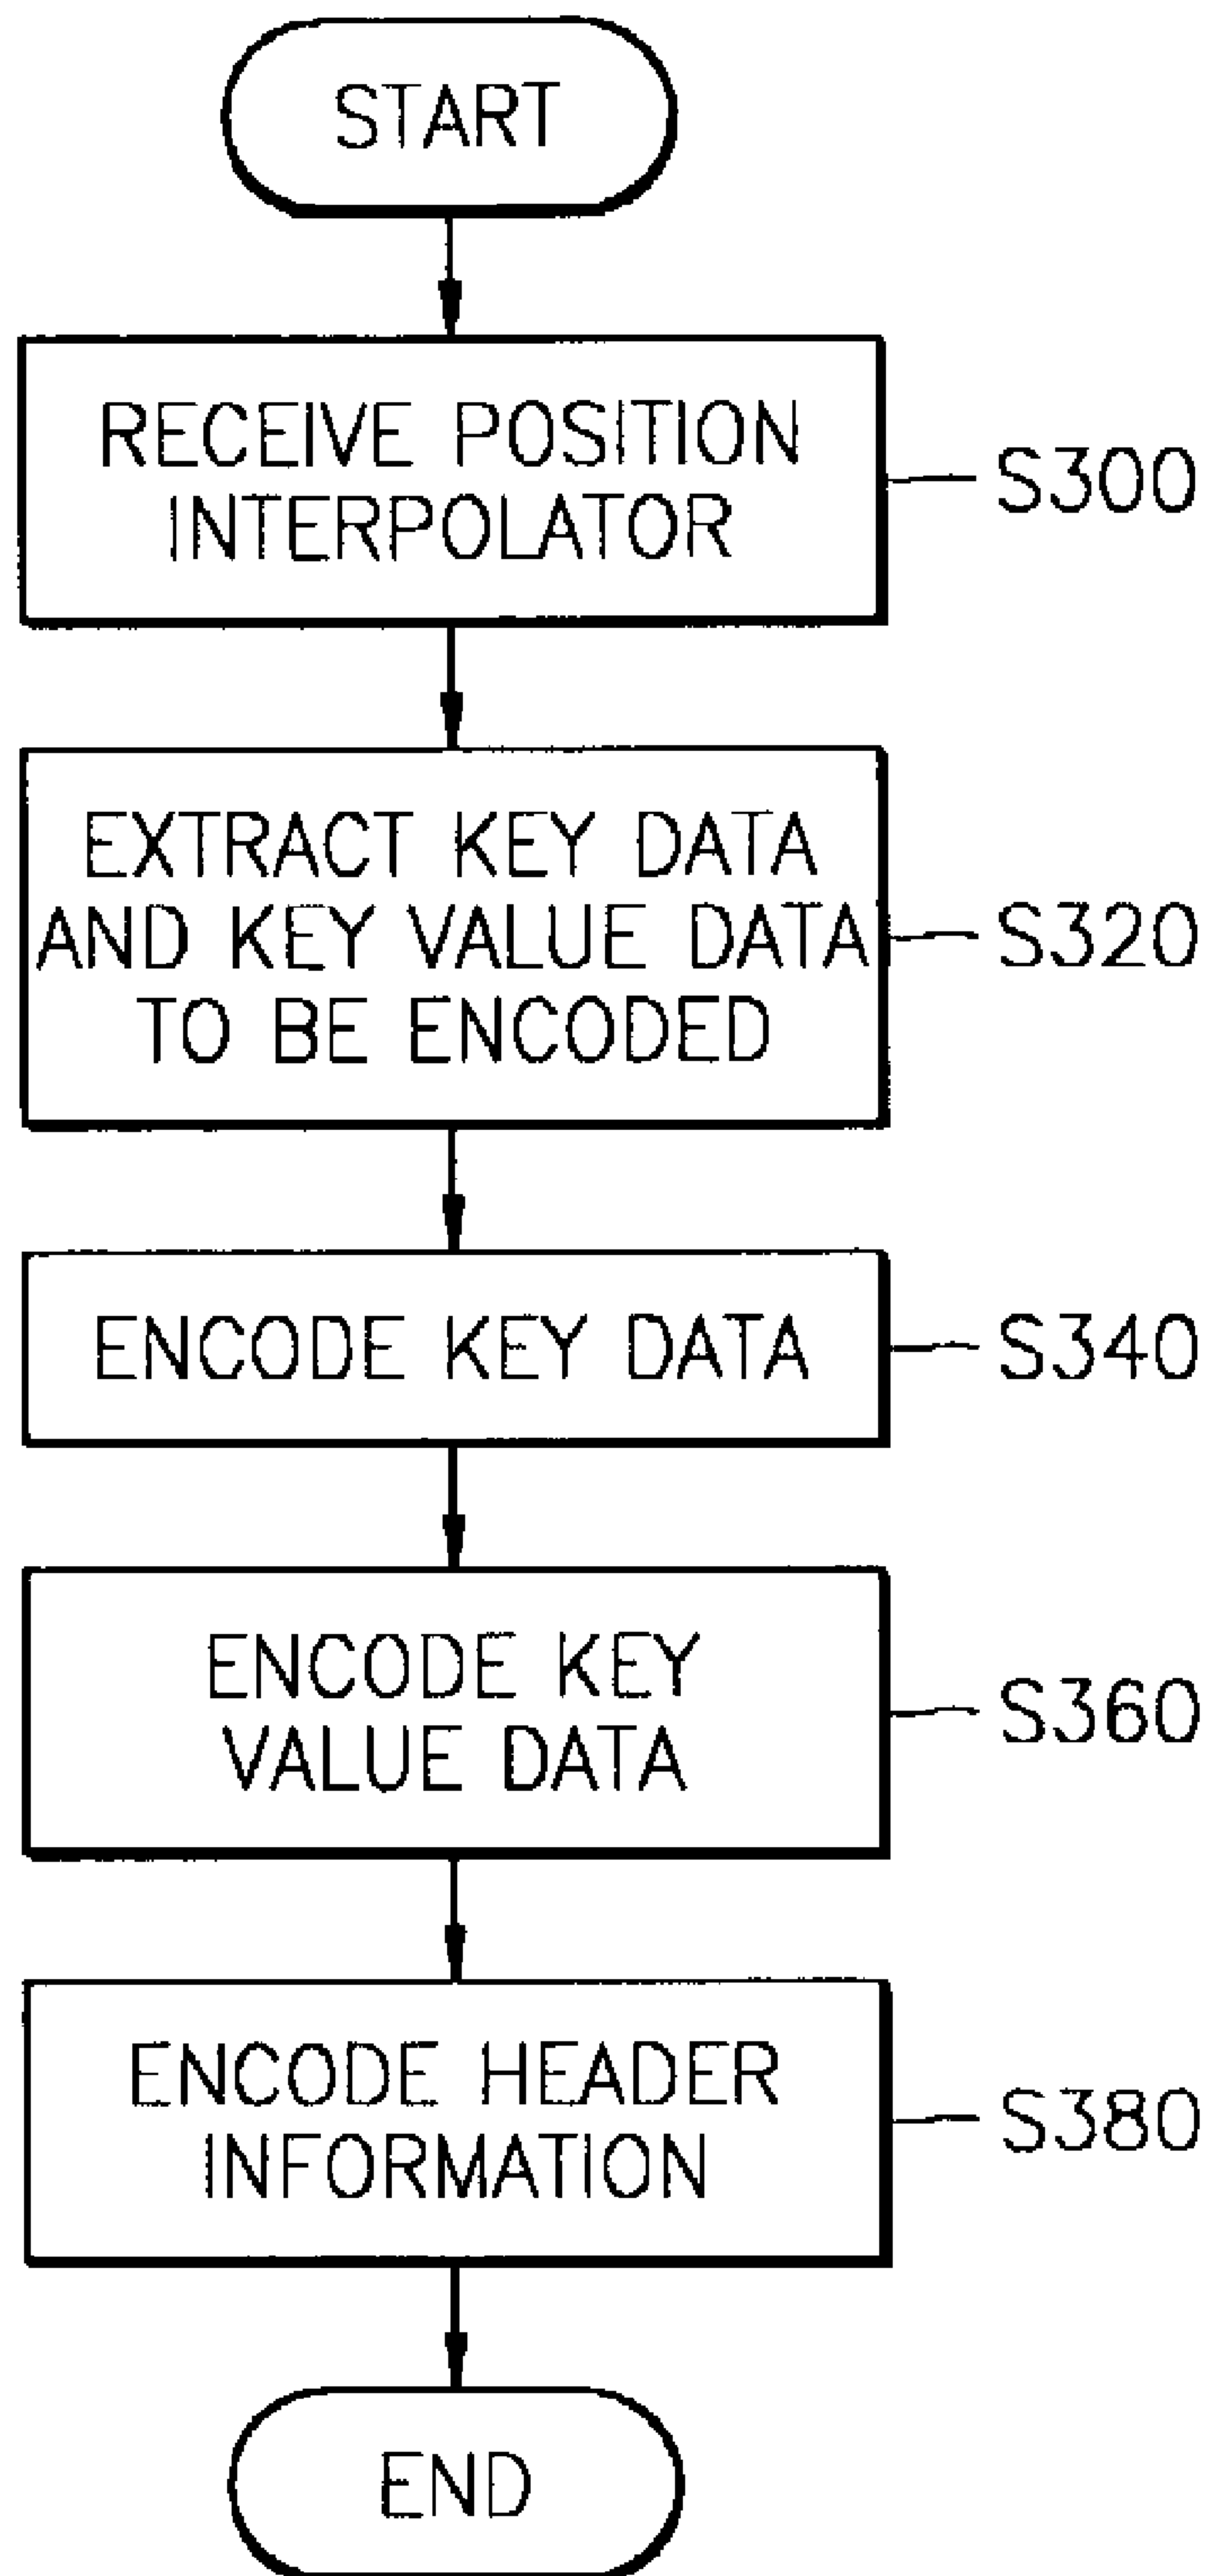 START
RECEIVE POSITION
INTERPOLATOR
S300
EXTRACT KEY DATA
AND KEY VALUE DATA
TO BE ENCODED
S320
ENCODE KEY DATA
S340
ENCODE KEY
VALUE DATA
S360
ENCODE HEADER
INFORMATION
S380
END